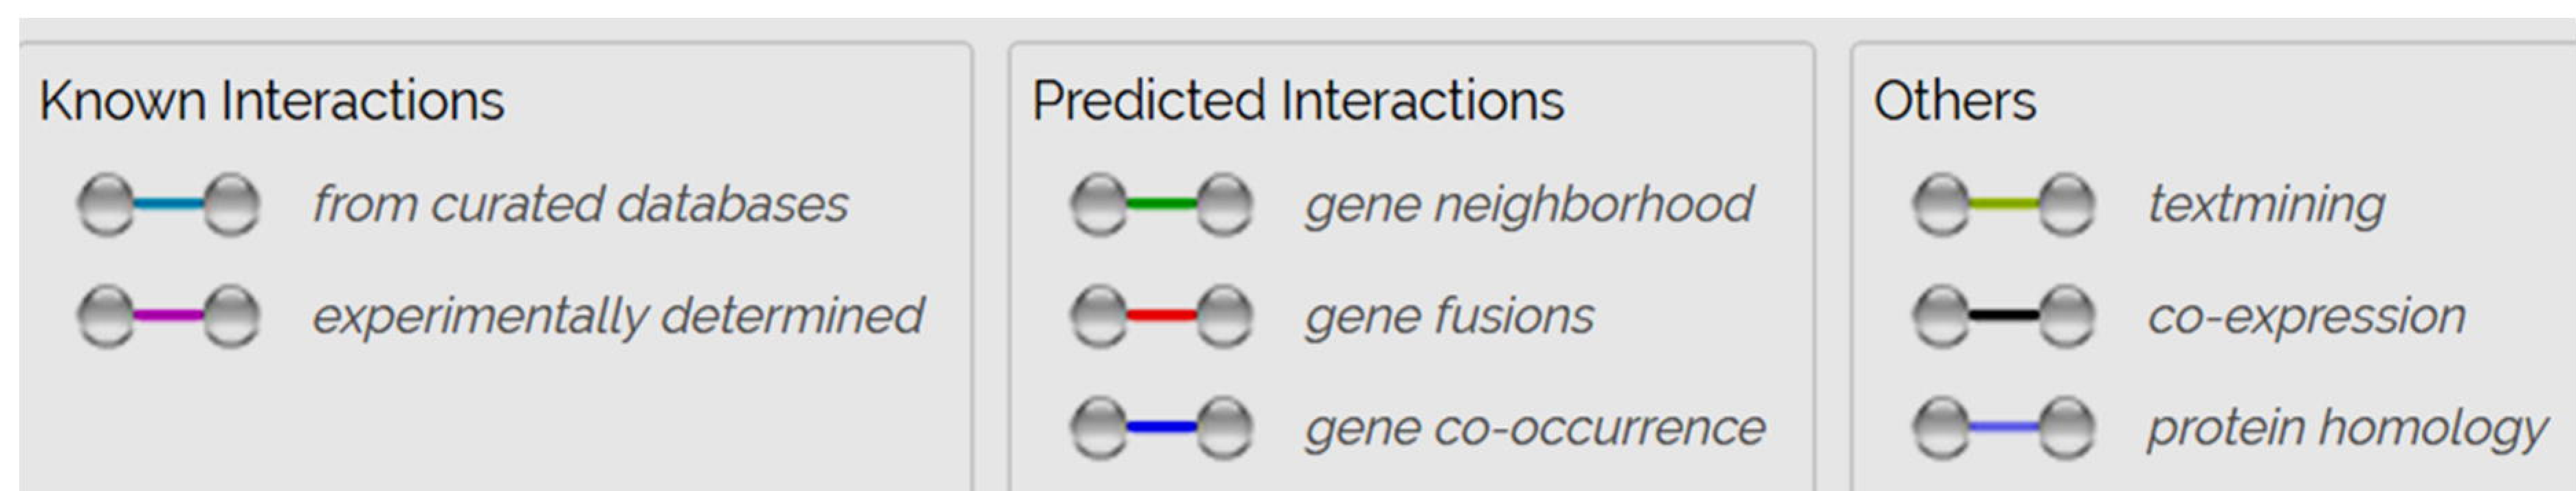 Known Interactions
from curated databases
experimentally determined
Predicted Interactions
gene neighborhood
gene fusions
gene co-occurrence
Others
textmining
co-expression
protein homology